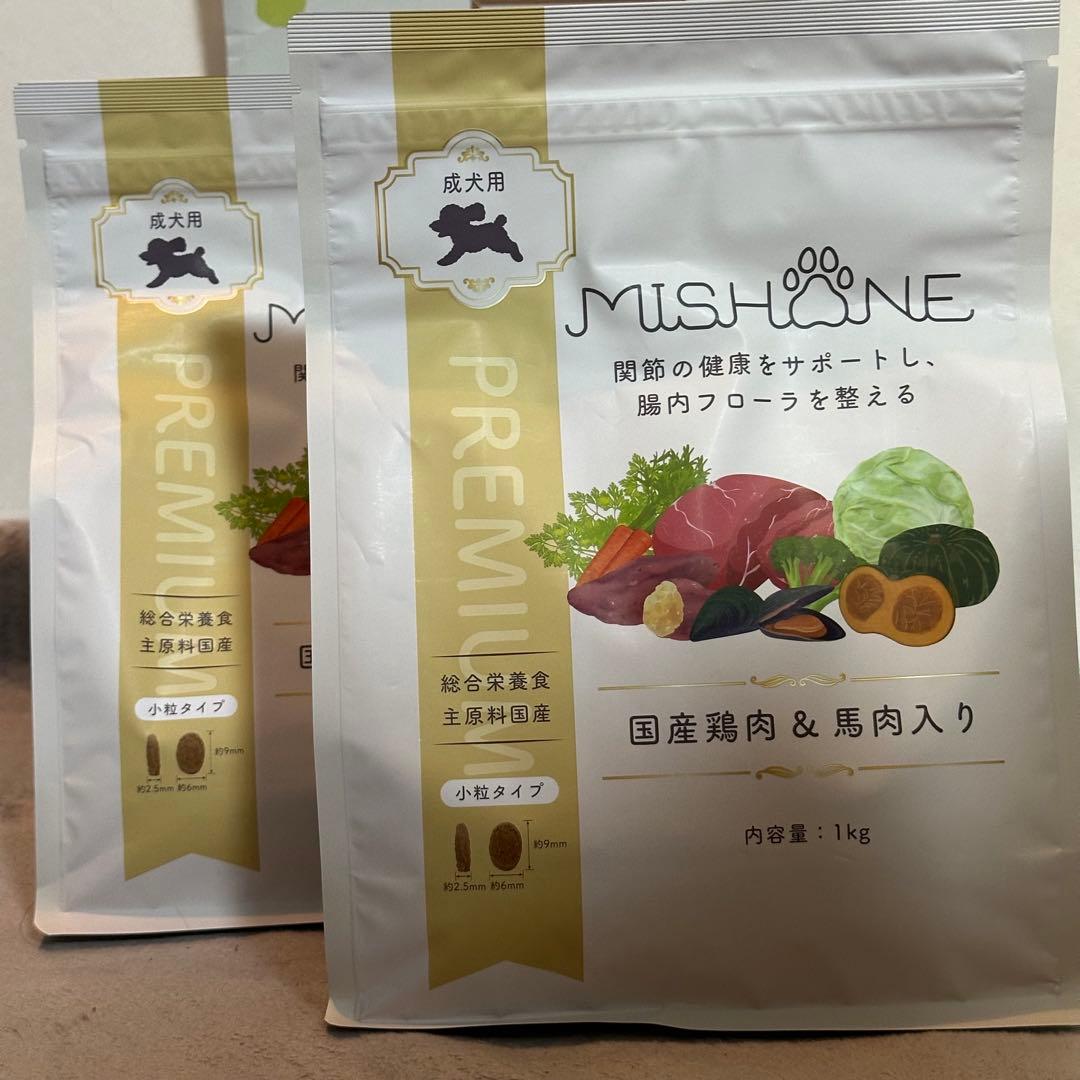 成犬用
MISHONE
関節の健康をサポートし、
腸内フローラを整える
PREMIUM
総合栄養食
主原料国産
小粒タイプ
約9mm
約2.5mm 約6mm
国産鶏肉&馬肉入り
内容量：1kg
成犬用
M
関
PREMIUM
総合栄養食
主原料国産
小粒タイプ
約9mm
約2.5mm 約6mm
国